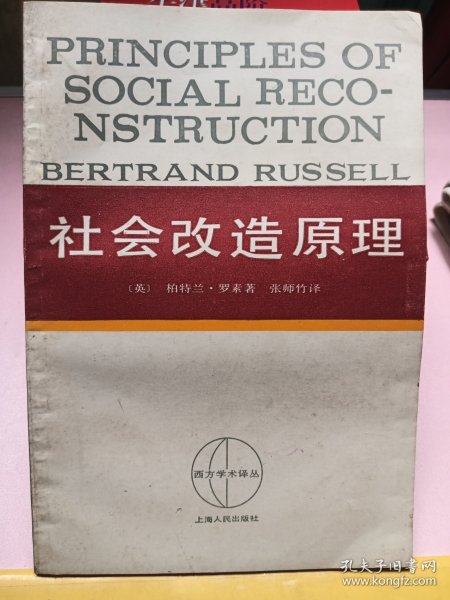 PRINCIPLES OF
SOCIAL RECO-
NSTRUCTION
BERTRAND RUSSELL
社会改造原理
〔英〕 柏特兰·罗素著 张师竹译
西方学术译丛
上海人民出版社
孔夫子旧书网
www.kongfz.com